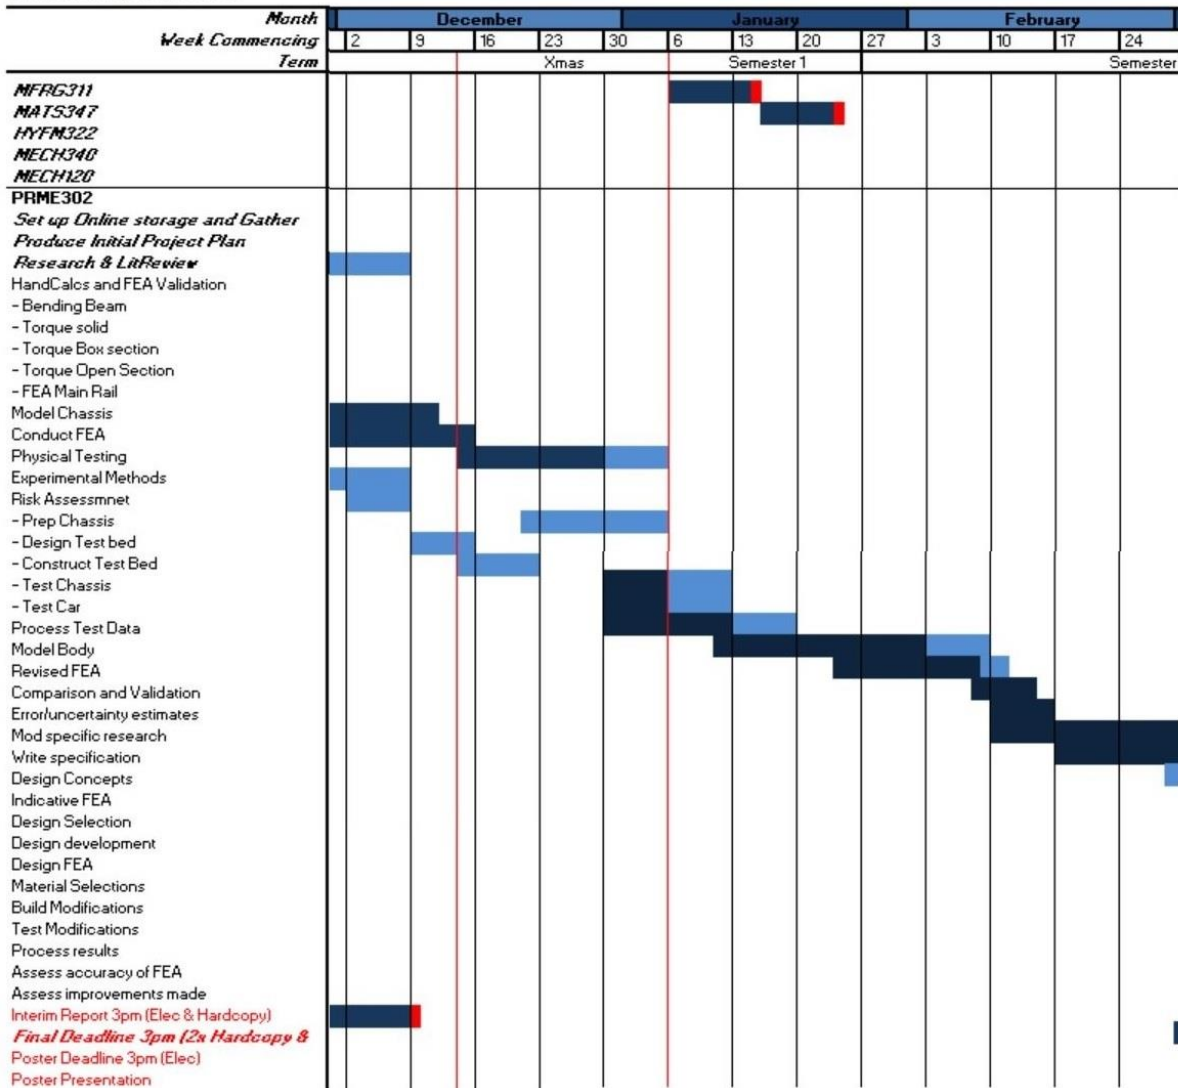 Month December January February
Week Commencing 2 9 16 23 30 6 13 20 27 3 10 17 24
Term Xmas Semester 1 Semester
MFRG311
MATS347
HYFM322
MECH340
MECH120
PRME302
Set up Online storage and Gather
Produce Initial Project Plan
Research & LitReview
HandCalcs and FEA Validation
- Bending Beam
- Torque solid
- Torque Box section
- Torque Open Section
- FEA Main Rail
Model Chassis
Conduct FEA
Physical Testing
Experimental Methods
Risk Assessmnet
- Prep Chassis
- Design Test bed
- Construct Test Bed
- Test Chassis
- Test Car
Process Test Data
Model Body
Revised FEA
Comparison and Validation
Error/uncertainty estimates
Mod specific research
Write specification
Design Concepts
Indicative FEA
Design Selection
Design development
Design FEA
Material Selections
Build Modifications
Test Modifications
Process results
Assess accuracy of FEA
Assess improvements made
Interim Report 3pm (Elec & Hardcopy)
Final Deadline 3pm (2x Hardcopy &
Poster Deadline 3pm (Elec)
Poster Presentation